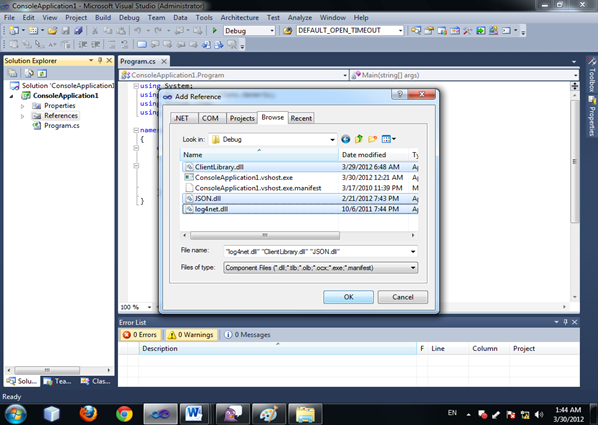 ConsoleApplication1 - Microsoft Visual Studio (Administrator)
File Edit View Project Build Debug Team Data Tools Architecture Test Analyze Window Help
Debug DEFAULT_OPEN_TIMEOUT
Solution Explorer
Solution 'ConsoleApplication1
ConsoleApplication1
Properties
References
Program.cs
Program.cs
ConsoleApplication1.Program Main(string[] args)
using System;
using
using
using
{
}
Add Reference
.NET COM Projects Browse Recent
Look in: Debug
Name Date modified
ClientLibrary.dll 3/29/2012 6:48 AM
ConsoleApplication1.vshost.exe 3/30/2012 12:21 AM
ConsoleApplication1.vshost.exe.manifest 3/17/2010 11:39 PM
JSON.dll 2/21/2012 7:43 PM
log4net.dll 10/6/2011 7:44 PM
File name: "log4net.dll" "ClientLibrary.dll" "JSON.dll"
Files of type: Component Files (*.dll;*.tlb;*.olb;*.ocx;*.exe;*.manifest)
OK Cancel
Toolbox
Properties
100 %
Error List
0 Errors 0 Warnings 0 Messages
Description F Line Column Project
Solu... Tea... Clas...
Ready
EN 1:44 AM
3/30/2012